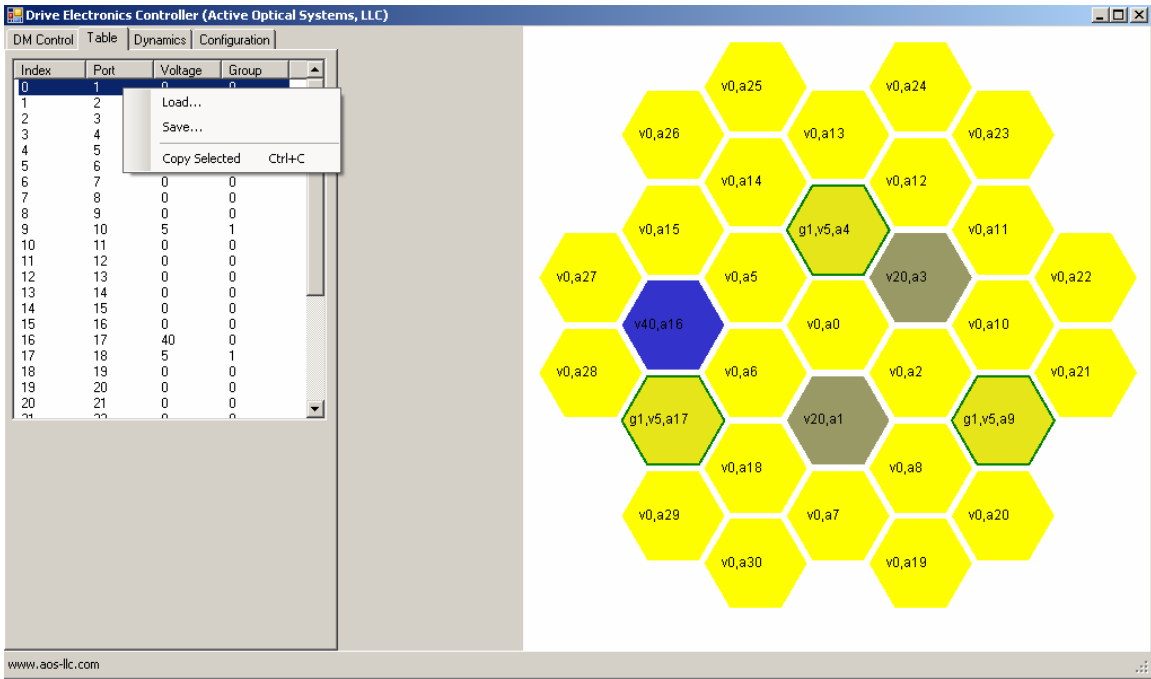 Drive Electronics Controller (Active Optical Systems, LLC)
DM Control Table Dynamics Configuration
Index Port Voltage Group
0 1 0 0
1 2
2 3
3 4
4 5
5 6
6 7 0 0
7 8 0 0
8 9 0 0
9 10 5 1
10 11 0 0
11 12 0 0
12 13 0 0
13 14 0 0
14 15 0 0
15 16 0 0
16 17 40 0
17 18 5 1
18 19 0 0
19 20 0 0
20 21 0 0
21 22 0 0
Load...
Save...
Copy Selected Ctrl+C
v0,a25 v0,a24
v0,a26 v0,a13 v0,a23
v0,a14 v0,a12
v0,a15 g1,v5,a4 v0,a11
v0,a27 v0,a5 v20,a3 v0,a22
v40,a16 v0,a0 v0,a10
v0,a28 v0,a6 v0,a2 v0,a21
g1,v5,a17 v20,a1 g1,v5,a9
v0,a18 v0,a8
v0,a29 v0,a7 v0,a20
v0,a30 v0,a19
www.aos-llc.com